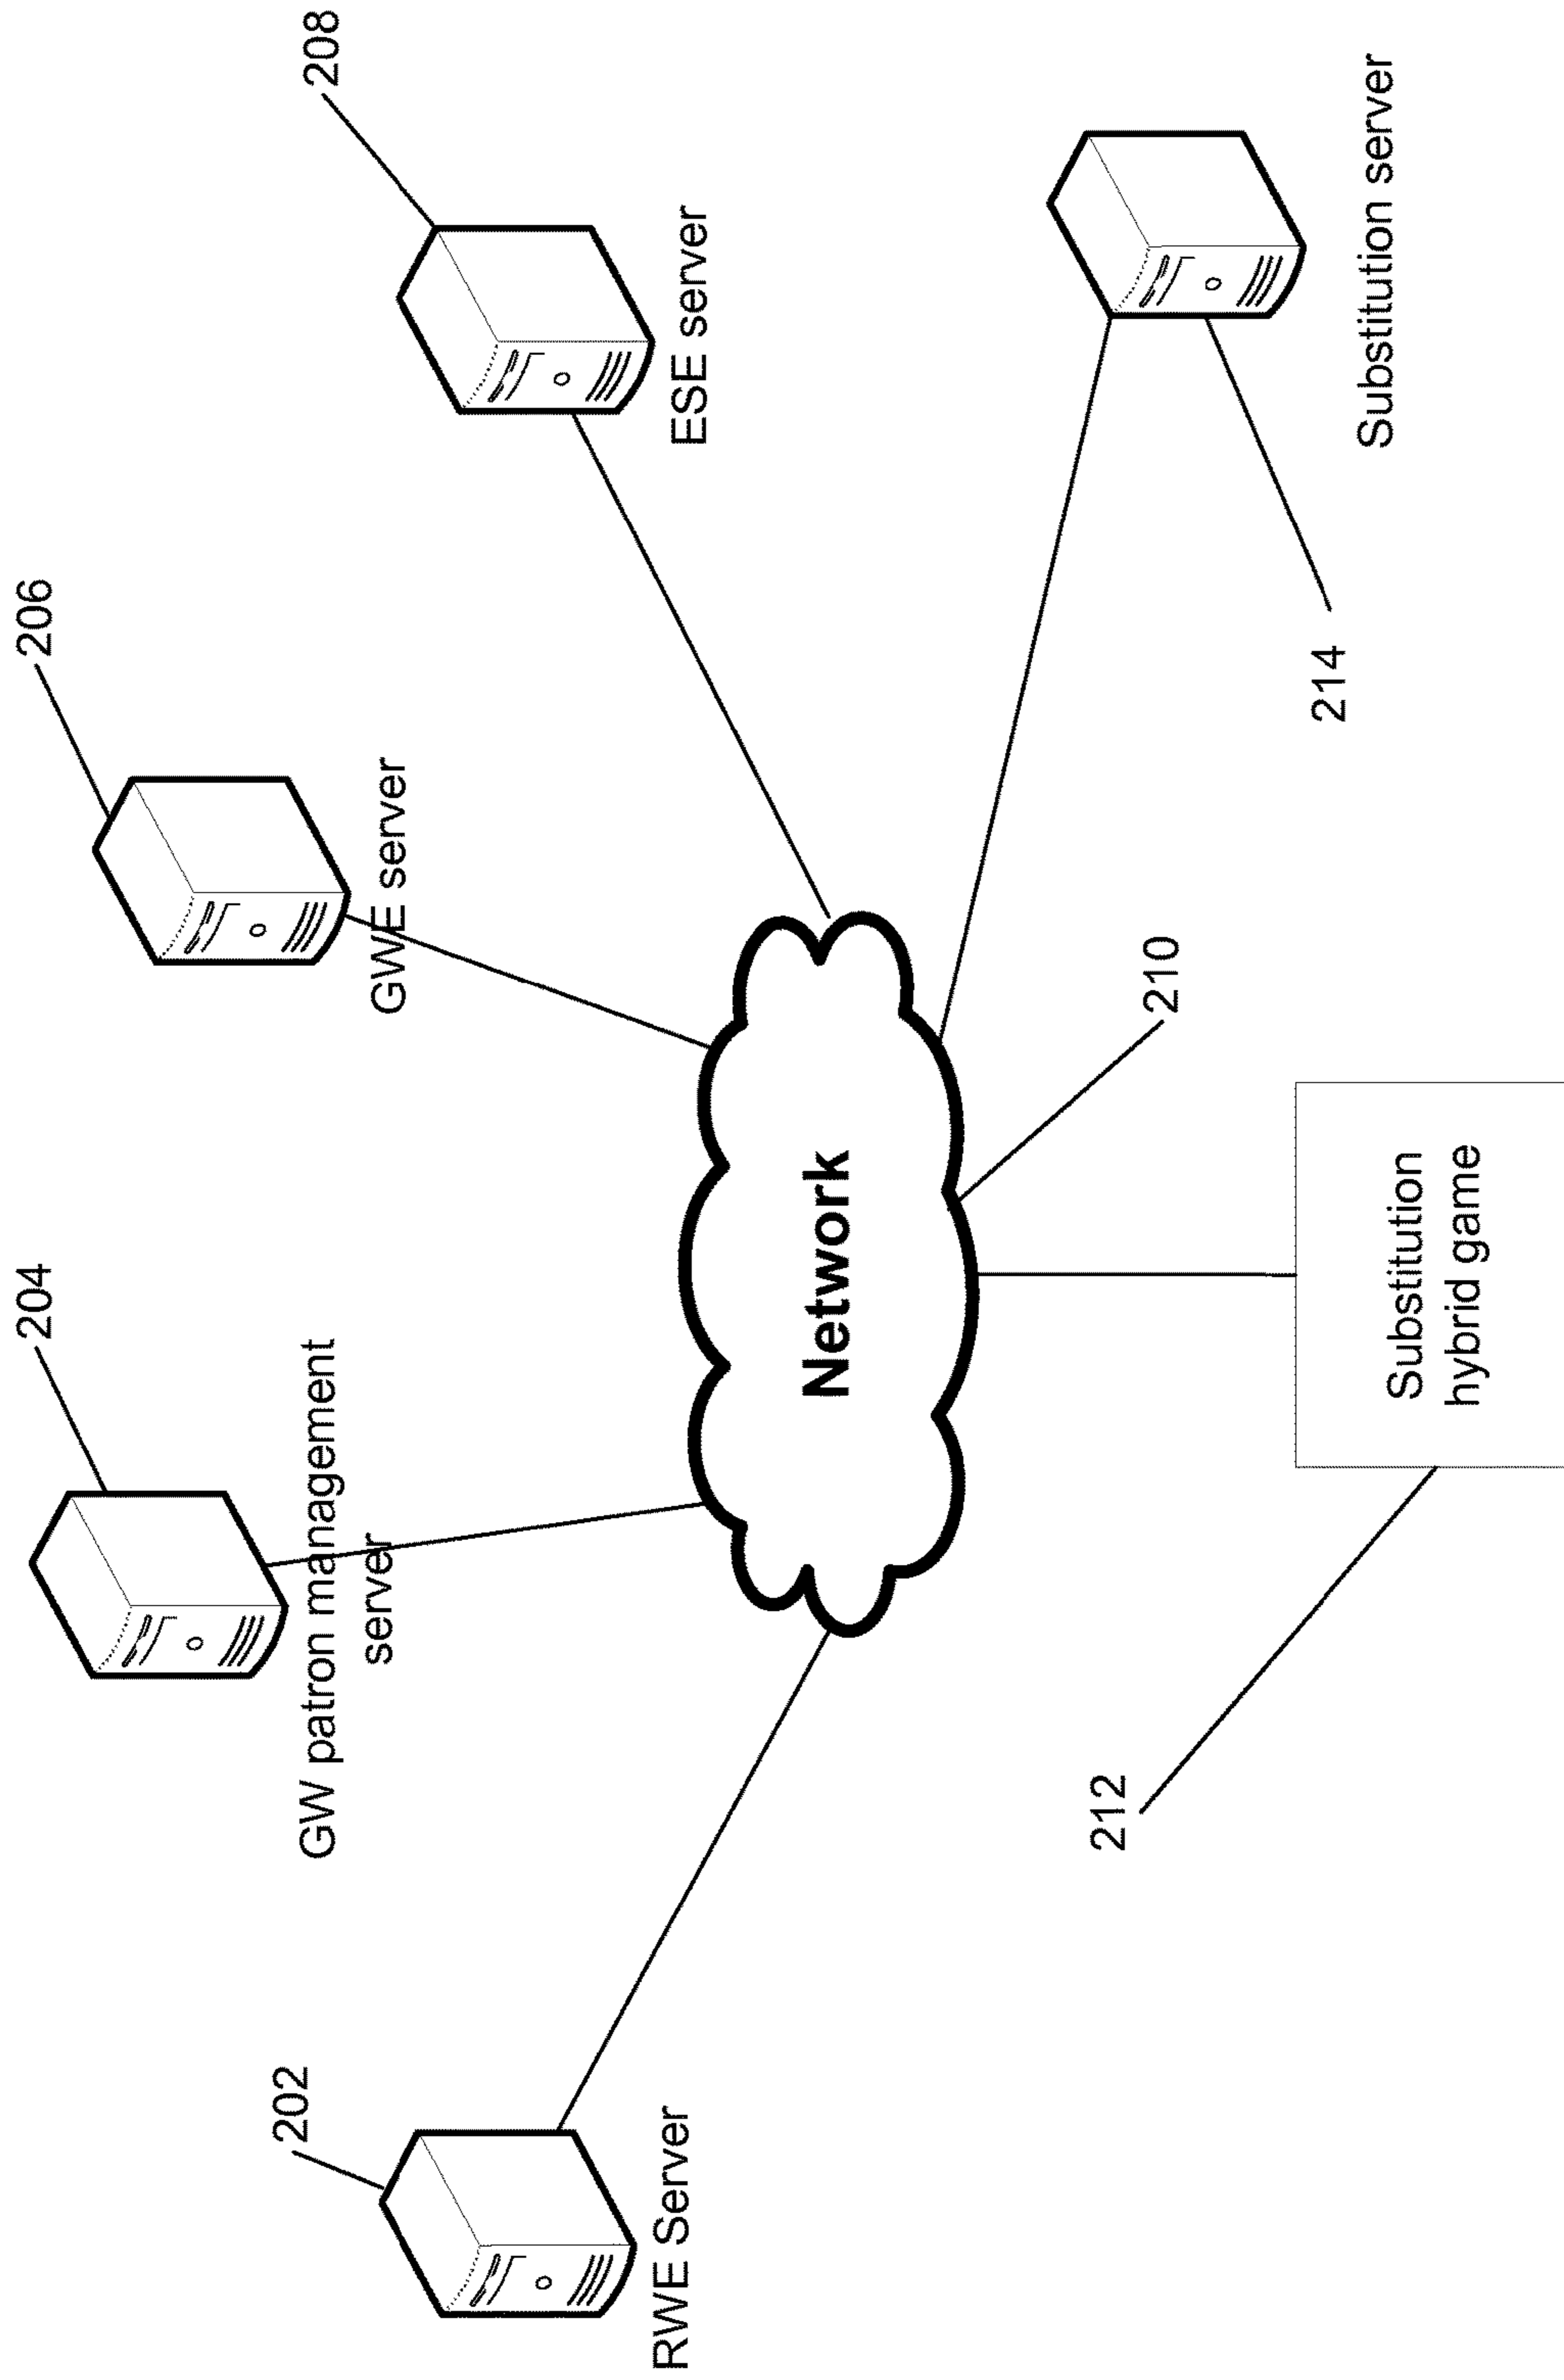 204
206
202
208
GW patron management
server
GWE server
RWE Server
ESE server
Network
212
210
214
Substitution server
Substitution
hybrid game